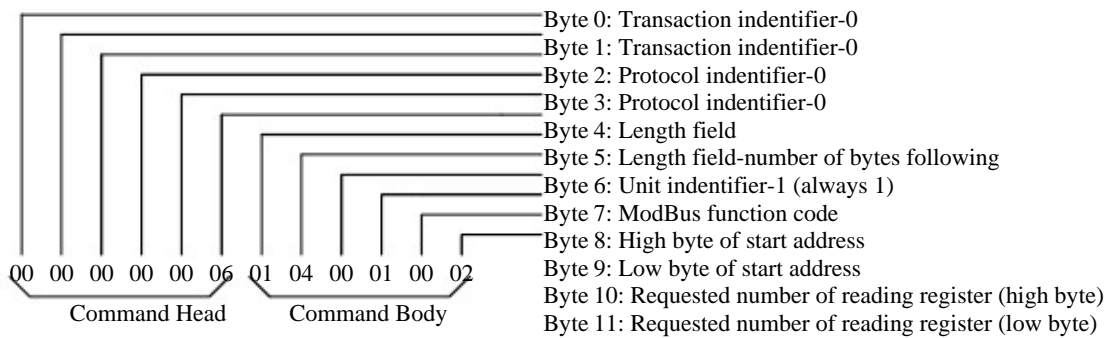 Byte 0: Transaction indentifier-0
Byte 1: Transaction indentifier-0
Byte 2: Protocol indentifier-0
Byte 3: Protocol indentifier-0
Byte 4: Length field
Byte 5: Length field-number of bytes following
Byte 6: Unit indentifier-1 (always 1)
Byte 7: ModBus function code
Byte 8: High byte of start address
Byte 9: Low byte of start address
Byte 10: Requested number of reading register (high byte)
Byte 11: Requested number of reading register (low byte)
00 00 00 00 00 06 01 04 00 01 00 02
Command Head Command Body